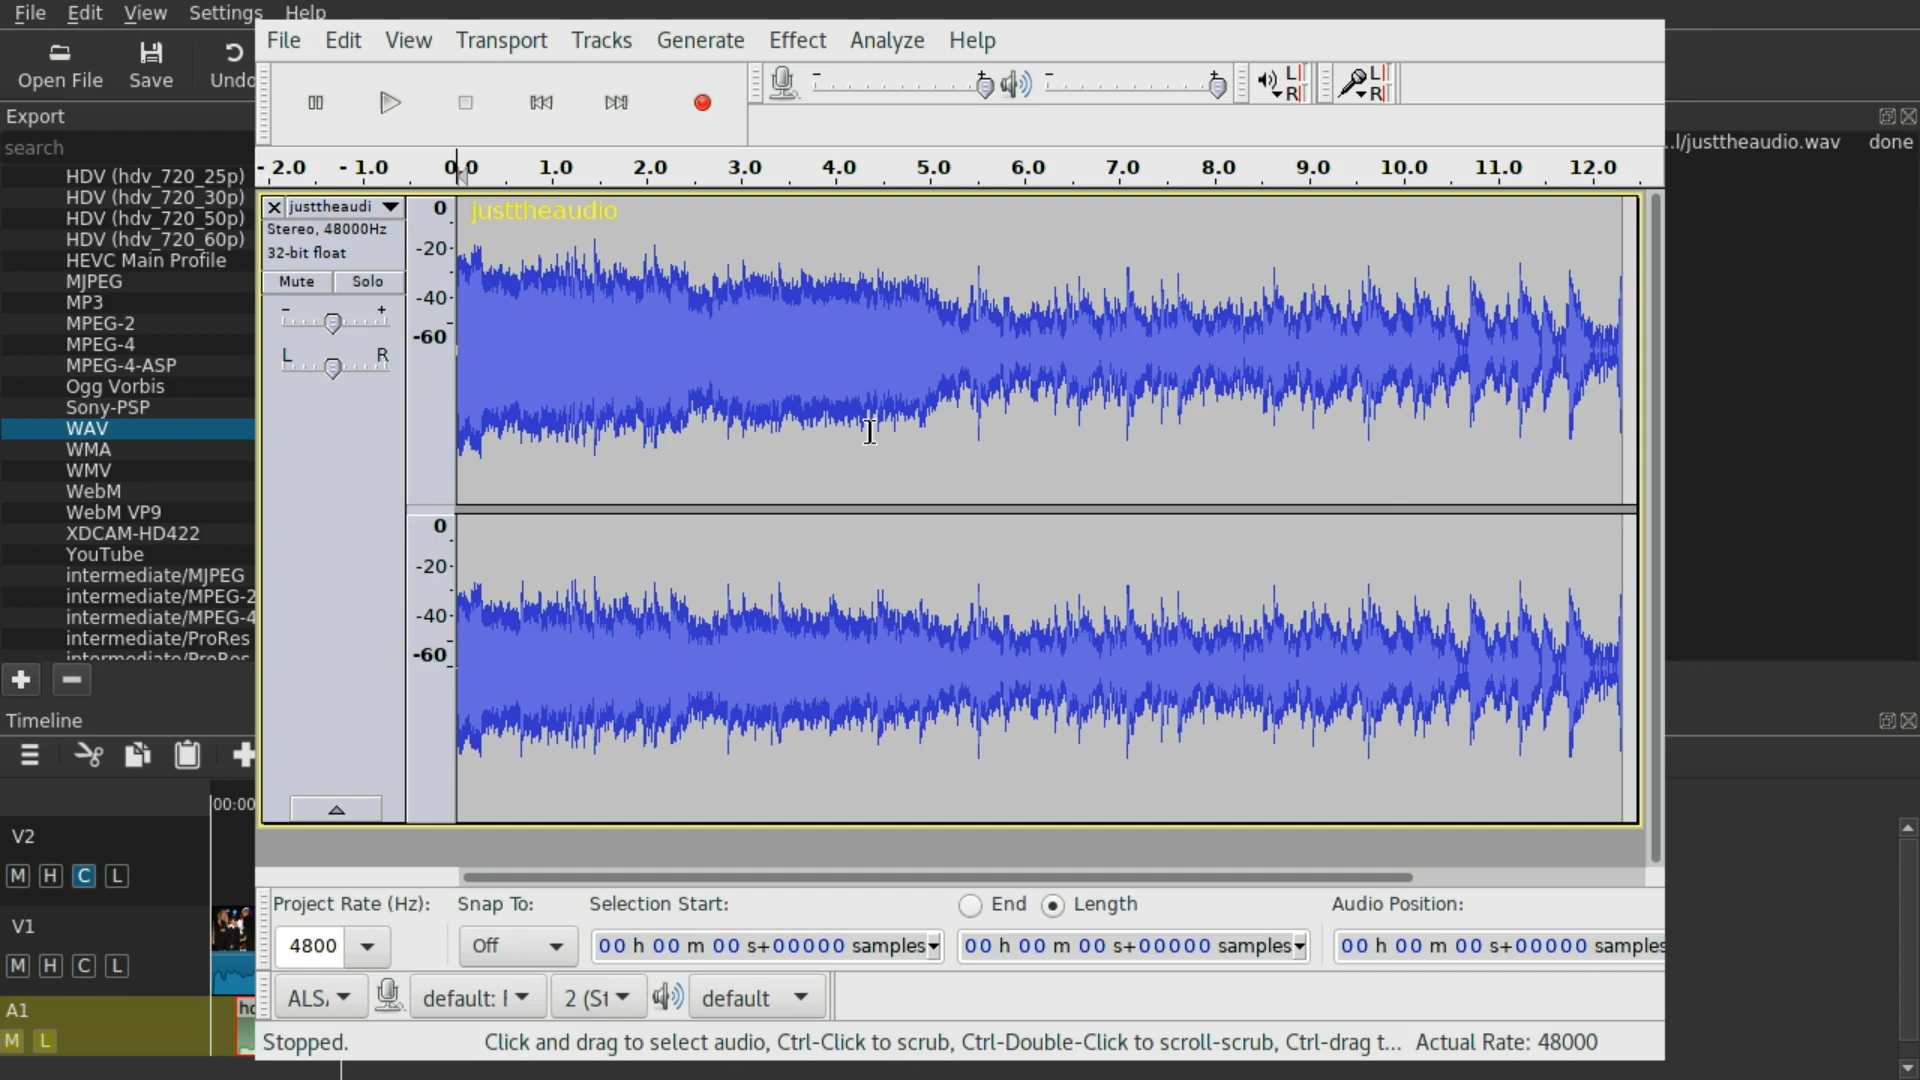 File Edit View Settings Help
Open File Save Undo
Export
search
HDV (hdv_720_25p)
HDV (hdv_720_30p)
HDV (hdv_720_50p)
HDV (hdv_720_60p)
HEVC Main Profile
MJPEG
MP3
MPEG-2
MPEG-4
MPEG-4-ASP
Ogg Vorbis
Sony-PSP
WAV
WMA
WMV
WebM
WebM VP9
XDCAM-HD422
YouTube
intermediate/MJPEG
intermediate/MPEG-2
intermediate/MPEG-4
intermediate/ProRes
intermediate/ProRes
Timeline
00:00
V2
M H C L
V1
M H C L
A1
M L
File Edit View Transport Tracks Generate Effect Analyze Help
- + - + L R L R
- 2.0 - 1.0 0.0 1.0 2.0 3.0 4.0 5.0 6.0 7.0 8.0 9.0 10.0 11.0 12.0
justtheaudi
Stereo, 48000Hz
32-bit float
Mute Solo
- +
L R
justtheaudio
0
-20
-40
-60
0
-20
-40
-60
Project Rate (Hz): Snap To: Selection Start: End Length Audio Position:
4800 Off 00 h 00 m 00 s+00000 samples 00 h 00 m 00 s+00000 samples 00 h 00 m 00 s+00000 samples
ALS default: 2 (St default
Stopped. Click and drag to select audio, Ctrl-Click to scrub, Ctrl-Double-Click to scroll-scrub, Ctrl-drag t... Actual Rate: 48000
..l/justtheaudio.wav done